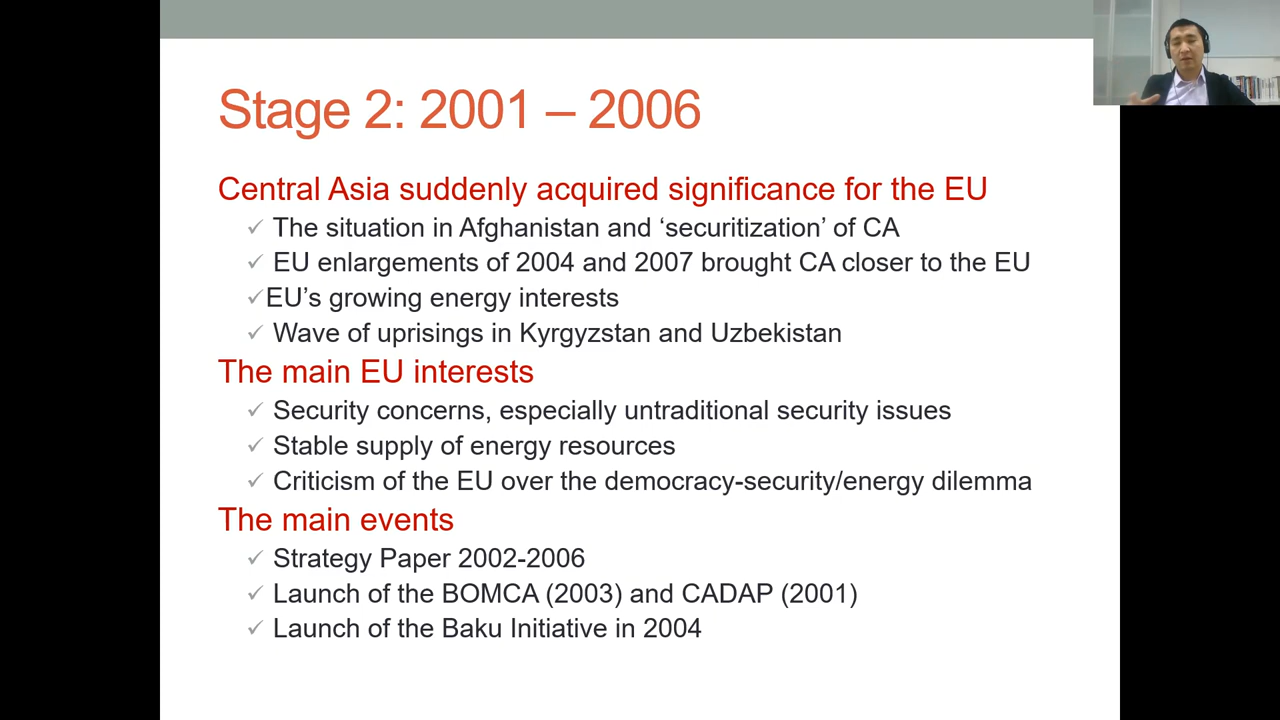 Stage 2: 2001 – 2006
Central Asia suddenly acquired significance for the EU
✓ The situation in Afghanistan and ‘securitization’ of CA
✓ EU enlargements of 2004 and 2007 brought CA closer to the EU
✓EU’s growing energy interests
✓ Wave of uprisings in Kyrgyzstan and Uzbekistan
The main EU interests
✓ Security concerns, especially untraditional security issues
✓ Stable supply of energy resources
✓ Criticism of the EU over the democracy-security/energy dilemma
The main events
✓ Strategy Paper 2002-2006
✓ Launch of the BOMCA (2003) and CADAP (2001)
✓ Launch of the Baku Initiative in 2004